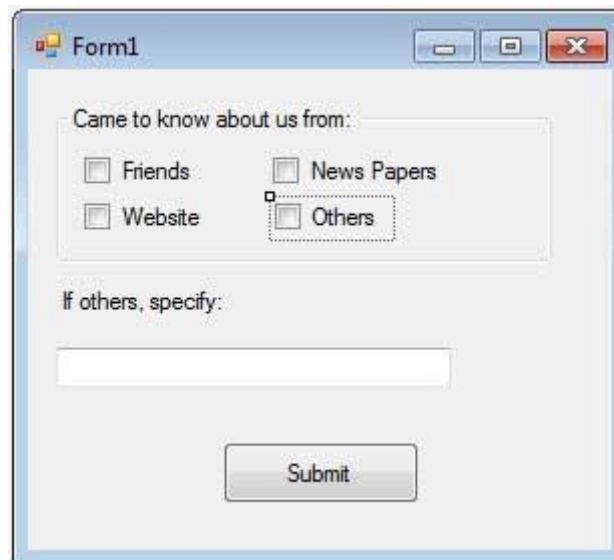 Form1
Came to know about us from:
Friends News Papers
Website Others
If others, specify:
Submit